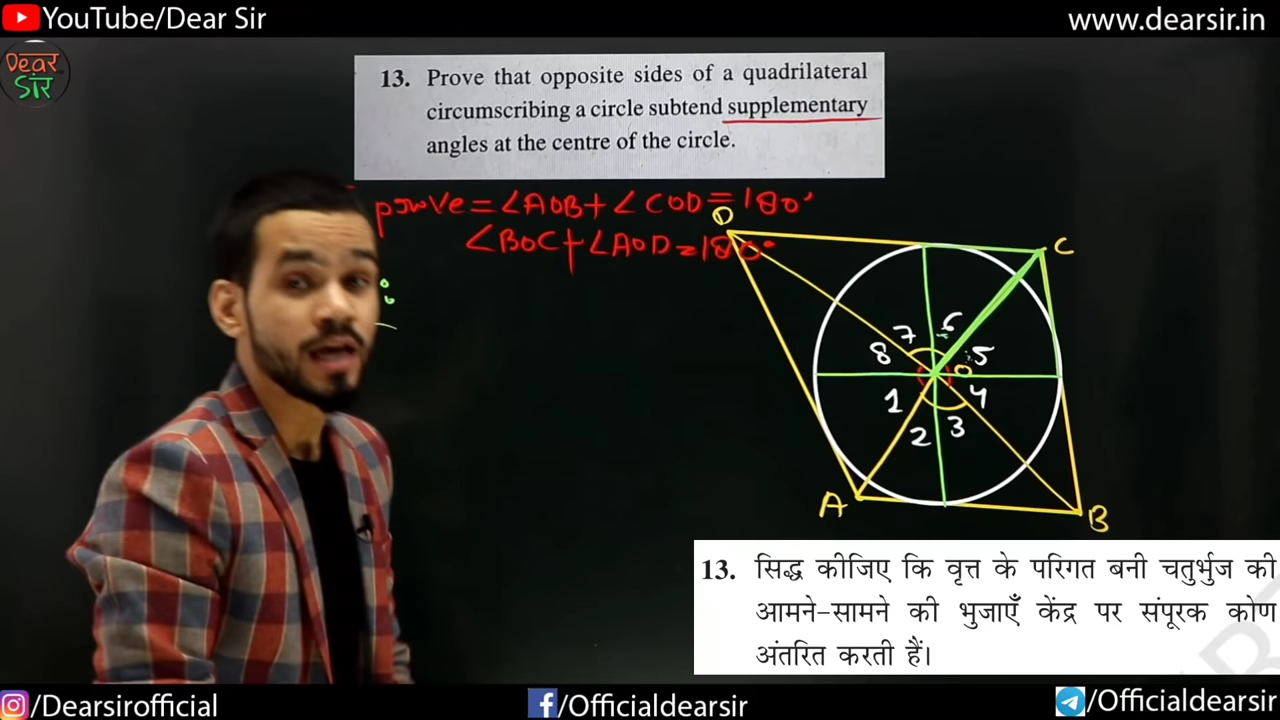 YouTube/Dear Sir
www.dearsir.in
Dear
सर
13. Prove that opposite sides of a quadrilateral
circumscribing a circle subtend supplementary
angles at the centre of the circle.
prove = ∠AOB + ∠COD = 180°
∠BOC + ∠AOD = 180°
D
C
7 6
8 5
O
1 4
2 3
A
B
13. सिद्ध कीजिए कि वृत्त के परिगत बनी चतुर्भुज की
आमने-सामने की भुजाएँ केंद्र पर संपूरक कोण
अंतरित करती हैं।
/Dearsirofficial
/Officialdearsir
/Officialdearsir